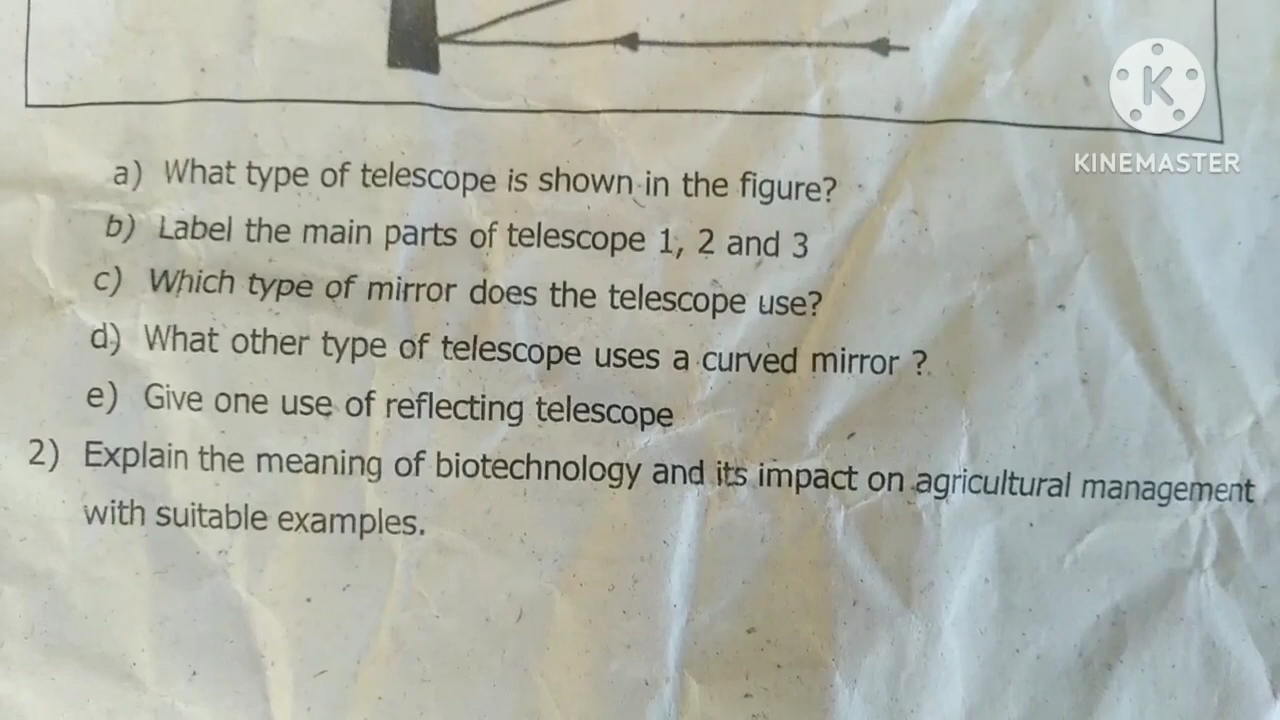 K
KINEMASTER
a) What type of telescope is shown in the figure?
b) Label the main parts of telescope 1, 2 and 3
c) Which type of mirror does the telescope use?
d) What other type of telescope uses a curved mirror ?
e) Give one use of reflecting telescope
2) Explain the meaning of biotechnology and its impact on agricultural management
with suitable examples.